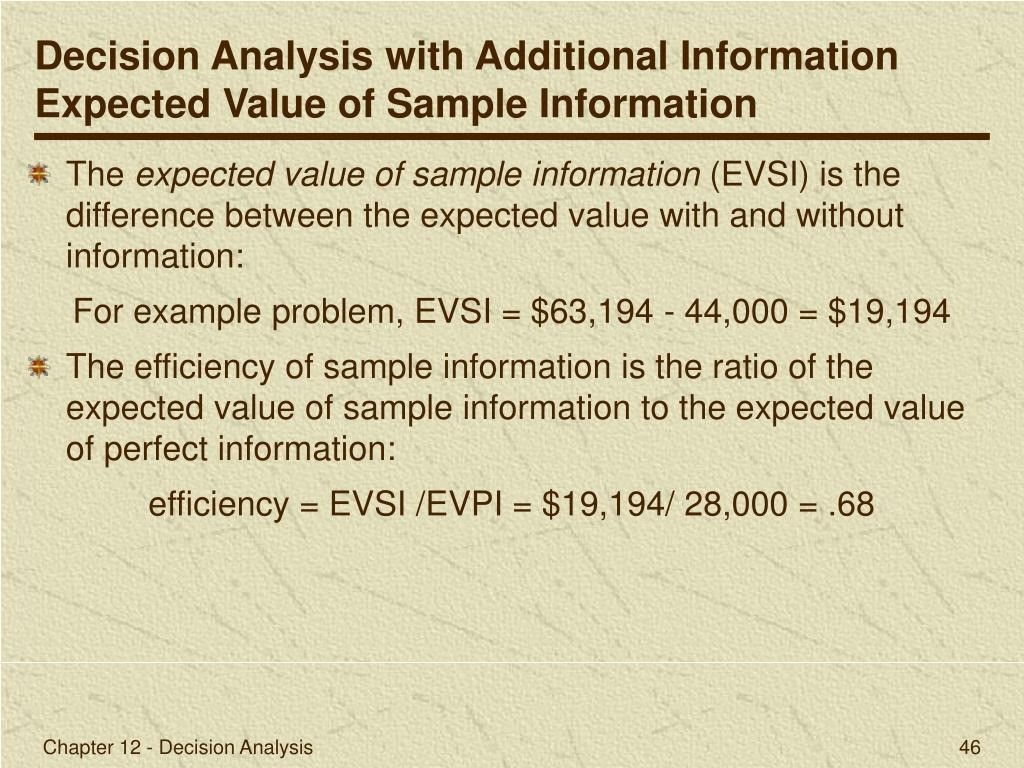 Decision Analysis with Additional Information
Expected Value of Sample Information
The expected value of sample information (EVSI) is the
difference between the expected value with and without
information:
For example problem, EVSI = $63,194 - 44,000 = $19,194
The efficiency of sample information is the ratio of the
expected value of sample information to the expected value
of perfect information:
efficiency = EVSI /EVPI = $19,194/ 28,000 = .68
Chapter 12 - Decision Analysis
46